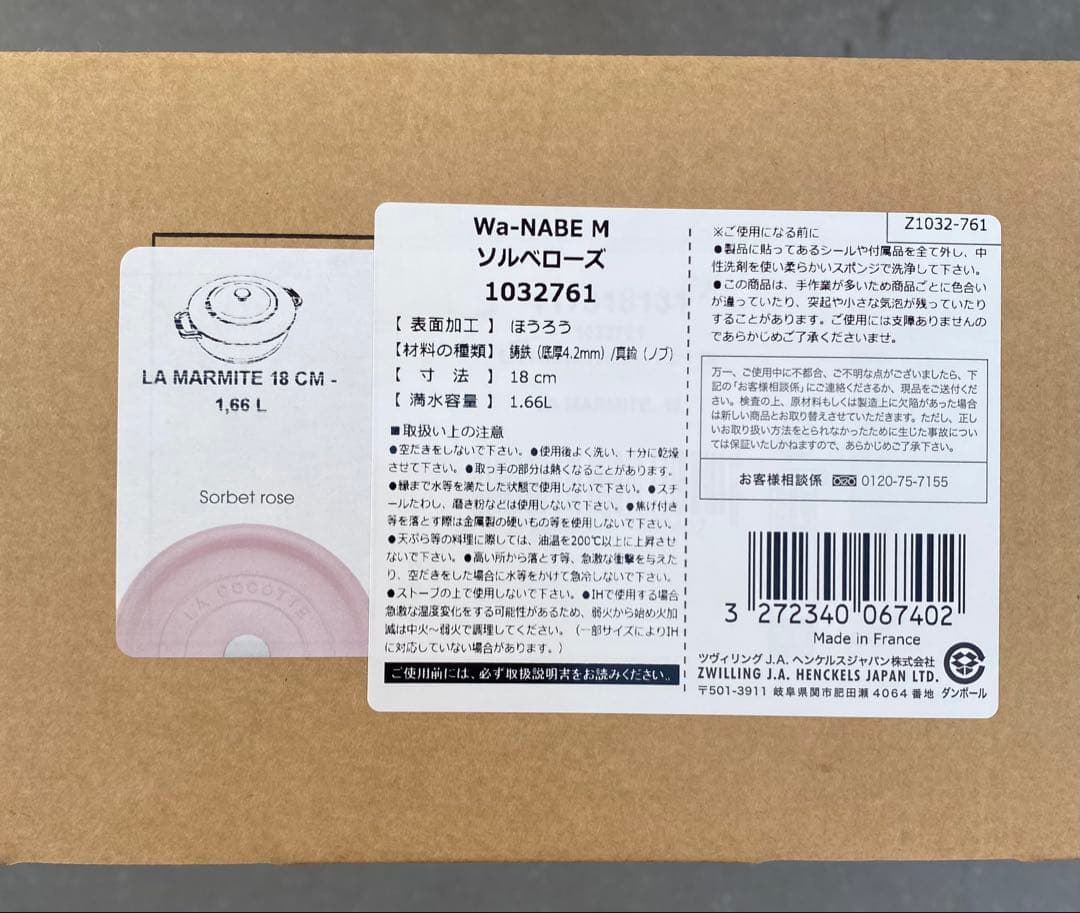 LA MARMITE 18 CM -
1,66 L
Sorbet rose
LA COCOTTE
Wa-NABE M
ソルベローズ
1032761
【 表面加工 】 ほうろう
【材料の種類】 鋳鉄（底厚4.2mm）/真鍮（ノブ）
【 寸 法 】 18 cm
【 満水容量 】 1.66L
■取扱い上の注意
●空だきをしないで下さい。●使用後よく洗い、十分に乾燥
させて下さい。●取っ手の部分は熱くなることがあります。
●縁まで水等を満たした状態で使用しないで下さい。●スチ
ールたわし、磨き粉などは使用しないで下さい。●焦げ付き
等を落とす際は金属製の硬いもの等を使用しないで下さい。
●天ぷら等の料理に際しては、油温を200℃以上に上昇させ
ないで下さい。●高い所から落とす等、急激な衝撃を与えた
り、空だきをした場合に水等をかけて急冷しないで下さい。
●ストーブの上で使用しないで下さい。●IHで使用する場合
急激な温度変化をする可能性があるため、弱火から始め火加
減は中火～弱火で調理してください。（一部サイズによりIH
に対応していない場合があります。）
ご使用前には、必ず取扱説明書をお読みください。
Z1032-761
※ご使用になる前に
●製品に貼ってあるシールや付属品を全て外し、中
性洗剤を使い柔らかいスポンジで洗浄して下さい。
●この商品は、手作業が多いため商品ごとに色合い
が違っていたり、突起や小さな気泡が残っていたり
することがあります。ご使用には支障ありませんの
であらかじめご了承くださいませ。
万一、ご使用中に不都合、ご不明な点がございましたら、下
記の「お客様相談係」にご連絡くださるか、現品をご送付くださ
い。検査の上、原材料もしくは製造上に欠陥があった場合
は新しい商品とお取り替えさせていただきます。ただし、正し
いお取り扱い方法をとられなかったために生じた事故につい
ては保証いたしかねますので、あらかじめご了承下さい。
お客様相談係 0120-75-7155
3 272340 067402
Made in France
ツヴィリング J.A. ヘンケルスジャパン株式会社
ZWILLING J.A. HENCKELS JAPAN LTD.
〒501-3911 岐阜県関市肥田瀬 4064 番地
ダンボール